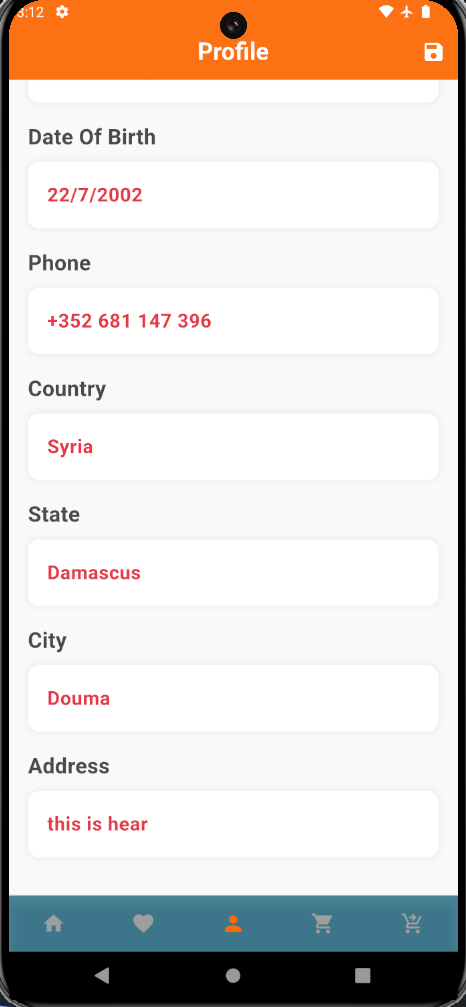 3:12
Profile
Date Of Birth
22/7/2002
Phone
+352 681 147 396
Country
Syria
State
Damascus
City
Douma
Address
this is hear